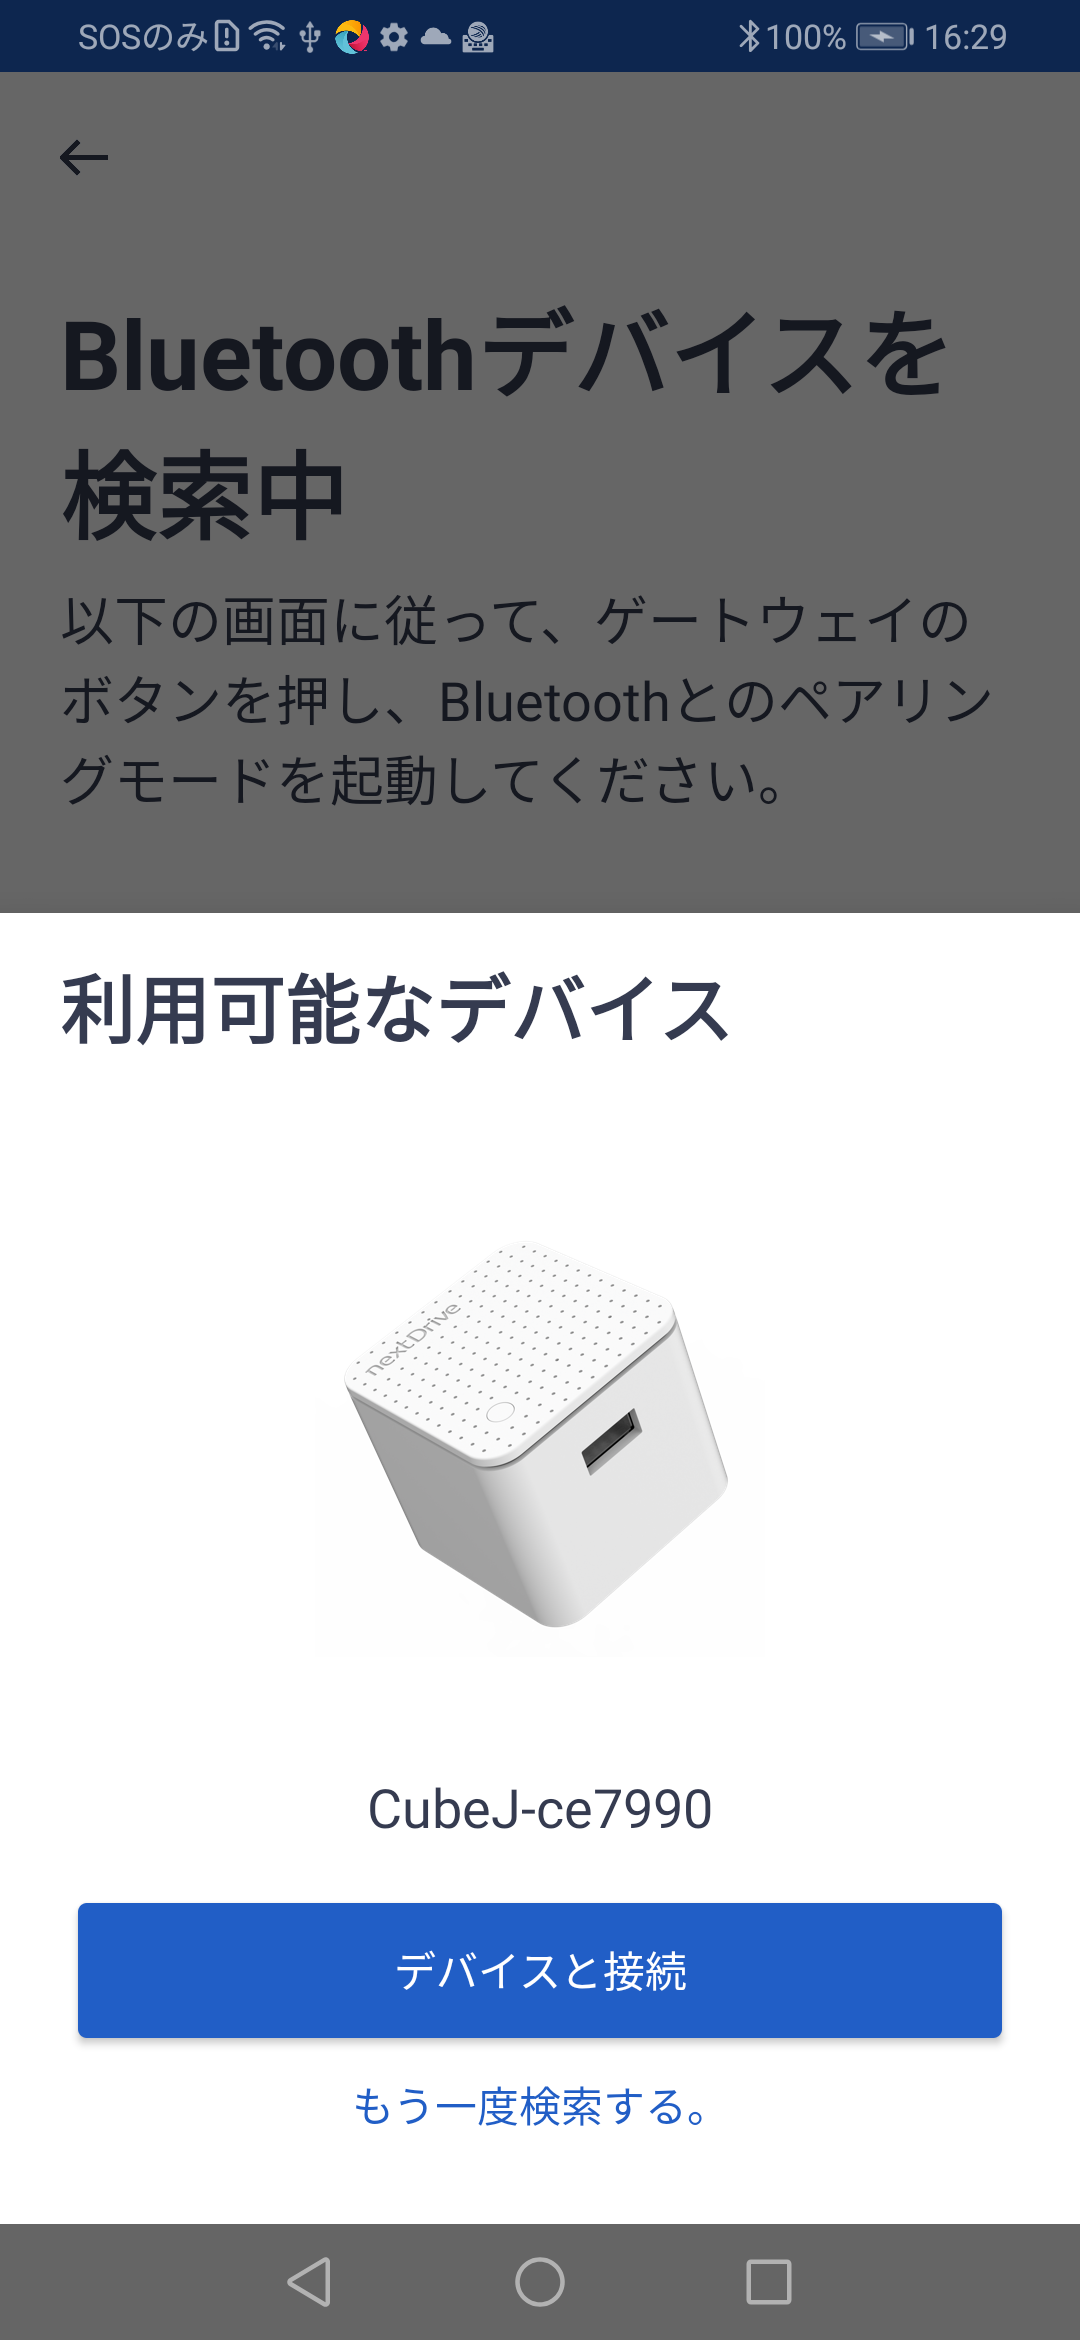 SOSのみ 100% 16:29
Bluetoothデバイスを
検索中
以下の画面に従って、ゲートウェイの
ボタンを押し、Bluetoothとのペアリン
グモードを起動してください。
利用可能なデバイス
nextDrive
CubeJ-ce7990
デバイスと接続
もう一度検索する。